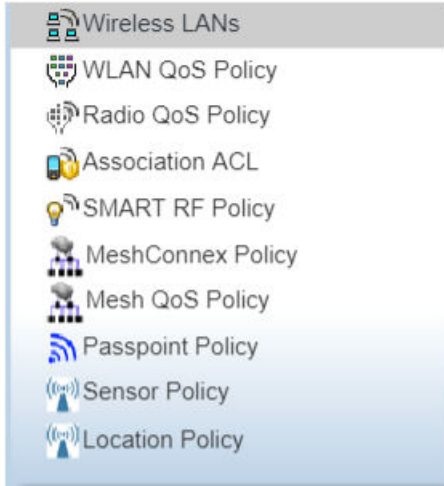 Wireless LANs
WLAN QoS Policy
Radio QoS Policy
Association ACL
SMART RF Policy
MeshConnex Policy
Mesh QoS Policy
Passpoint Policy
Sensor Policy
Location Policy